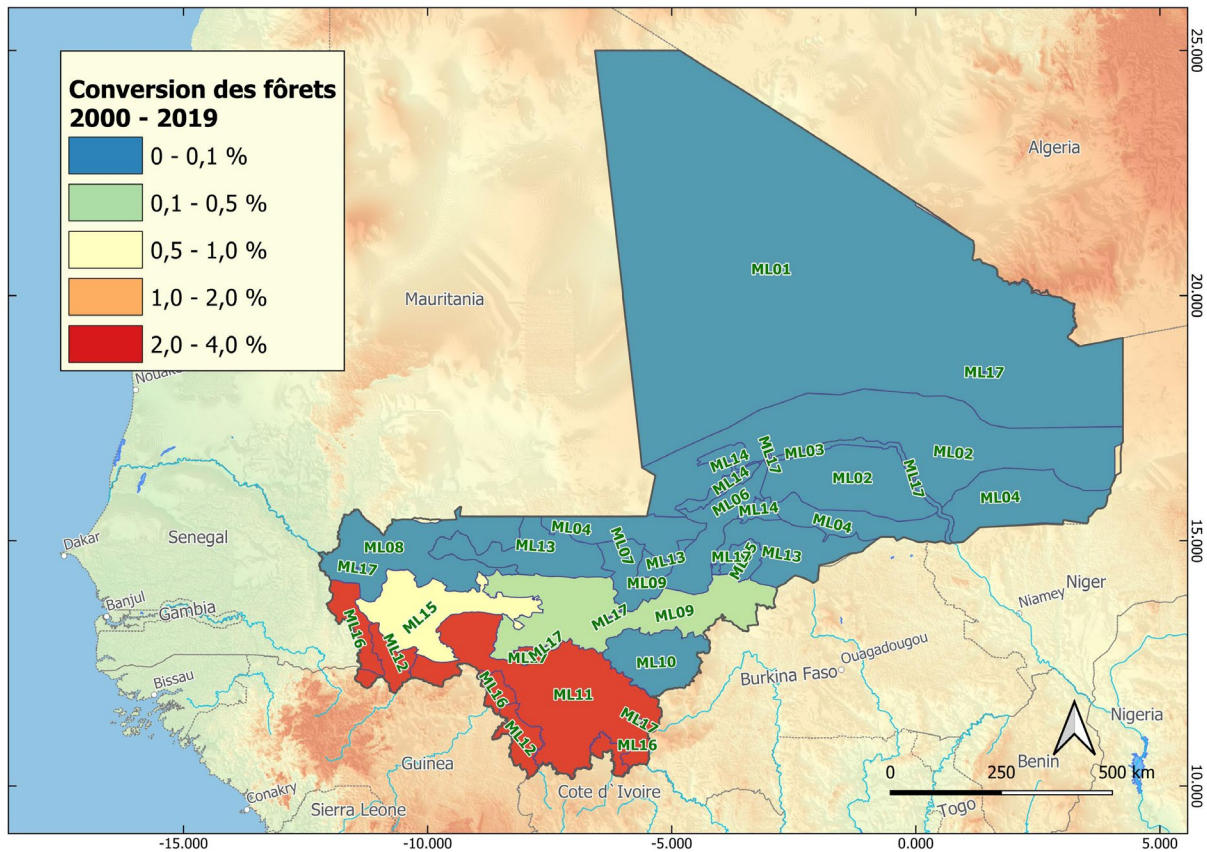 Conversion des fôrets
2000 - 2019
0 - 0,1 %
0,1 - 0,5 %
0,5 - 1,0 %
1,0 - 2,0 %
2,0 - 4,0 %
25.000
20.000
15.000
10.000
-15.000
-10.000
-5.000
0.000
5.000
Algeria
Mauritania
Dakar
Senegal
Banjul
Gambia
Bissau
Guinea
Conakry
Sierra Leone
Cote d`Ivoire
Burkina Faso
Ouagadougou
Niamey
Niger
Nigeria
Benin
Togo
0
250
500 km
ML01
ML17
ML14
ML17
ML03
ML02
ML14
ML02
ML17
ML06
ML14
ML04
ML04
ML08
ML04
ML13
ML07
ML13
ML15
ML13
ML17
ML09
ML15
ML17
ML09
ML16
ML12
ML17
ML10
ML16
ML11
ML17
ML12
ML16